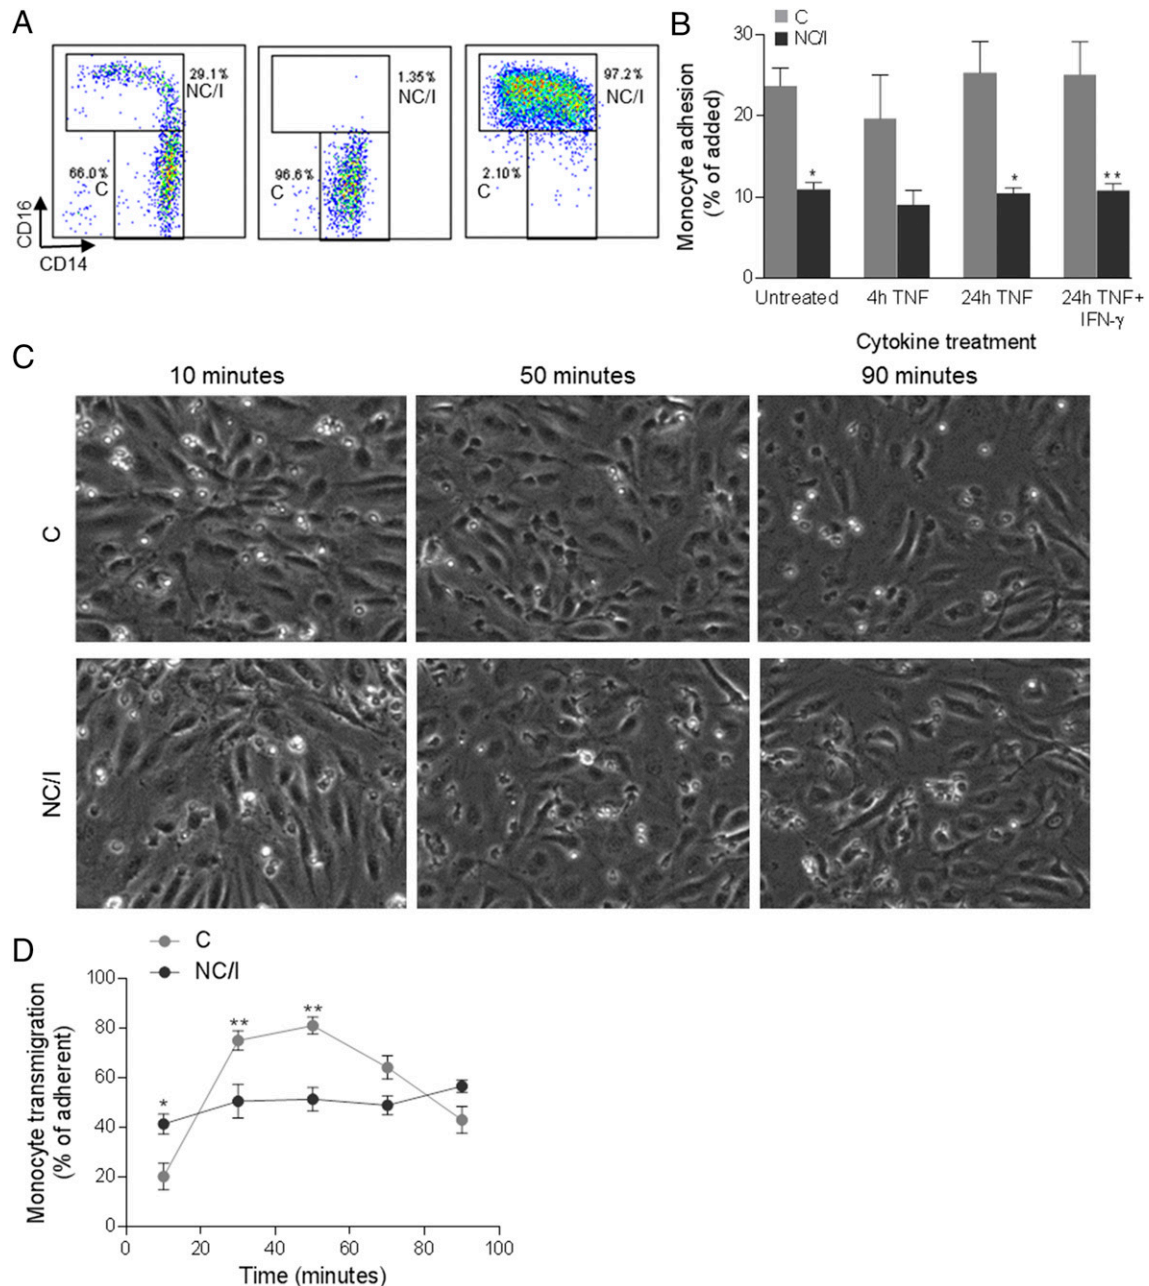 A
29.1%
NC/I
66.0%
C
1.35%
NC/I
96.6%
C
97.2%
NC/I
2.10%
C
CD16
CD14
B
C
NC/I
30
20
10
0
Monocyte adhesion
(% of added)
*
*
**
Untreated
4h TNF
24h TNF
24h TNF+
IFN-γ
Cytokine treatment
C
10 minutes
50 minutes
90 minutes
C
NC/I
D
C
NC/I
100
80
60
40
20
0
Monocyte transmigration
(% of adherent)
*
**
**
0
20
40
60
80
100
Time (minutes)